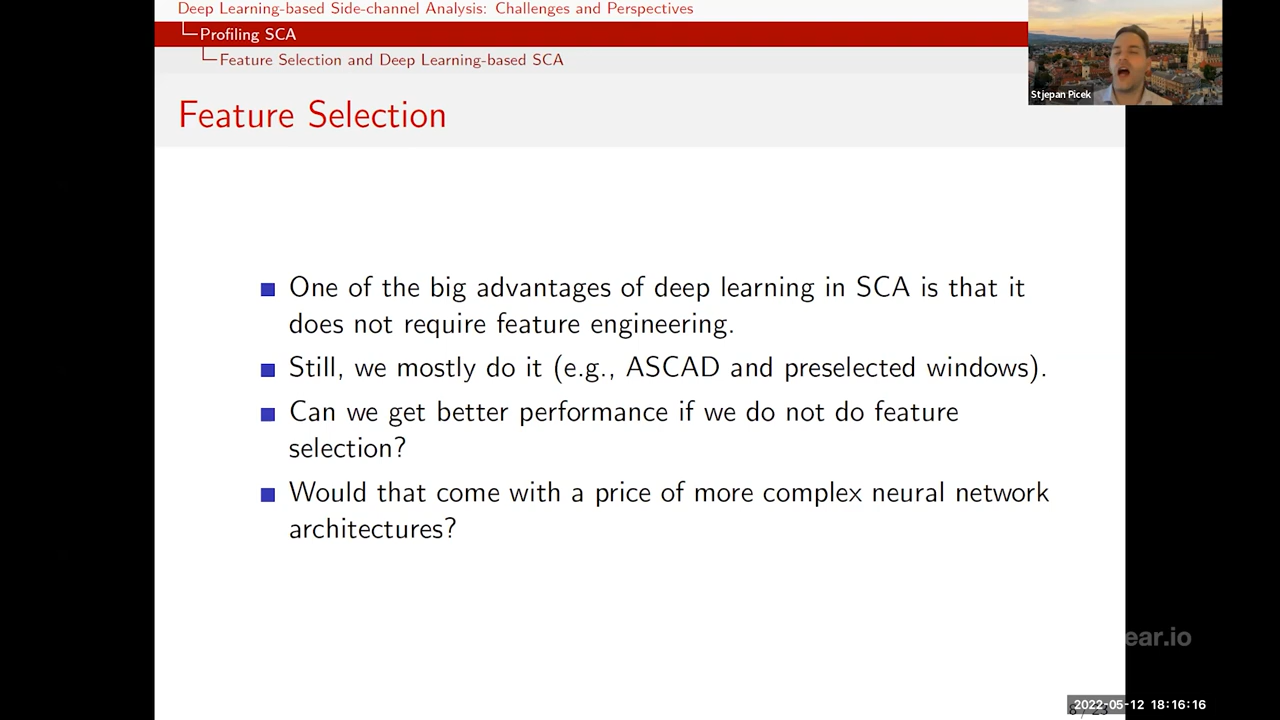 Deep Learning-based Side-channel Analysis: Challenges and Perspectives
Profiling SCA
Feature Selection and Deep Learning-based SCA
Stjepan Picek
Feature Selection
One of the big advantages of deep learning in SCA is that it
does not require feature engineering.
Still, we mostly do it (e.g., ASCAD and preselected windows).
Can we get better performance if we do not do feature
selection?
Would that come with a price of more complex neural network
architectures?
ear.io
2022-05-12 18:16:16